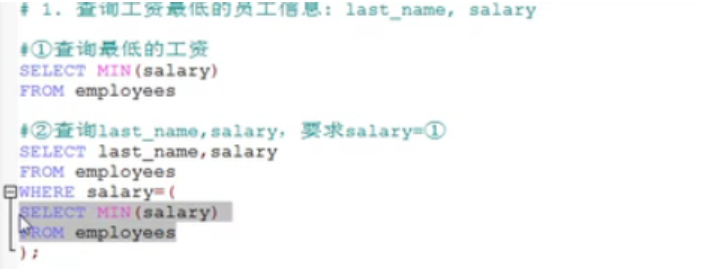 # 1. 查询工资最低的员工信息: last_name, salary
#①查询最低的工资
SELECT MIN(salary)
FROM employees
#②查询last_name,salary，要求salary=①
SELECT last_name,salary
FROM employees
WHERE salary=(
SELECT MIN(salary)
FROM employees
);